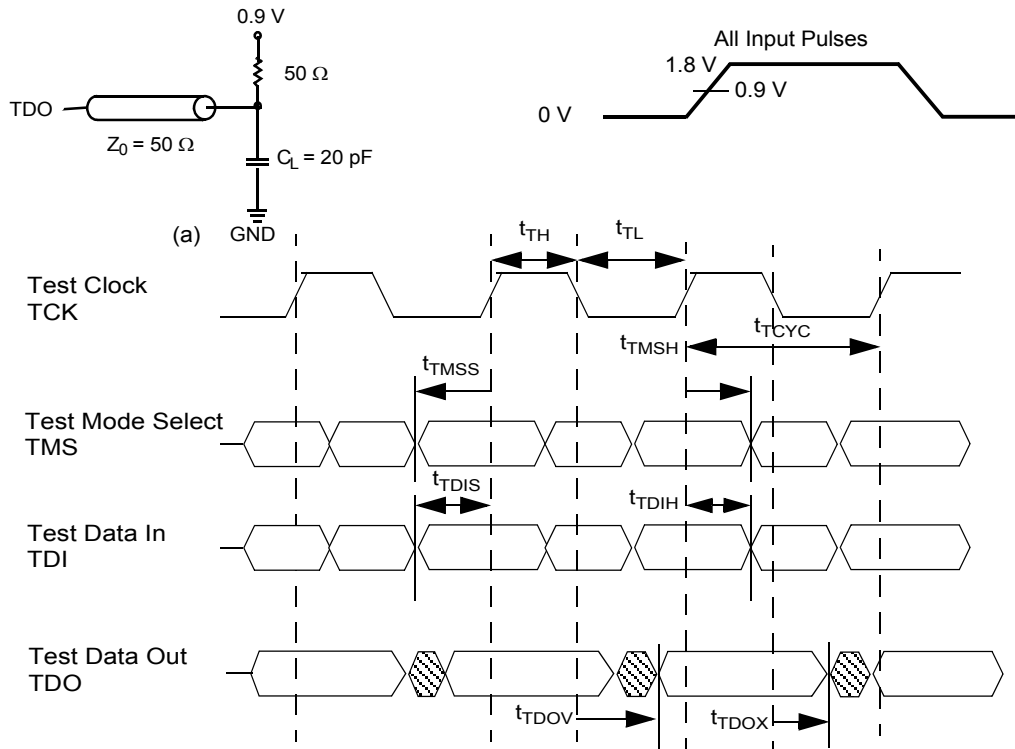 0.9 V
50 Ω
TDO
Z0 = 50 Ω
CL = 20 pF
(a)
GND
All Input Pulses
1.8 V
0.9 V
0 V
tTH
tTL
Test Clock
TCK
tTMSH
tTCYC
tTMSS
Test Mode Select
TMS
tTDIS
tTDIH
Test Data In
TDI
Test Data Out
TDO
tTDOV
tTDOX